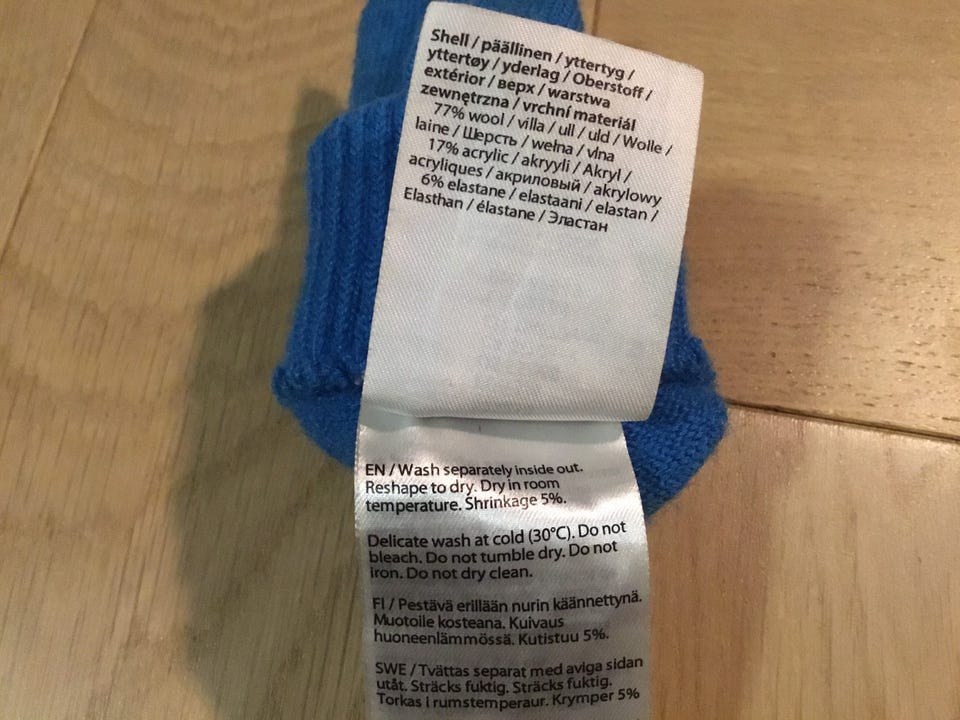 Shell / päällinen / yttertyg /
yttertøy / yderlag / Oberstoff /
extérior / верх / warstwa
zewnętrzna / vrchní materiál
77% wool / villa / ull / uld / Wolle /
laine / Шерсть / wełna / vlna
17% acrylic / akryyli / Akryl /
acryliques / акриловый / akrylowy
6% elastane / elastaani / elastan /
Elasthan / élastane / Эластан
EN / Wash separately inside out.
Reshape to dry. Dry in room
temperature. Shrinkage 5%.
Delicate wash at cold (30°C). Do not
bleach. Do not tumble dry. Do not
iron. Do not dry clean.
FI / Pestävä erillään nurin käännettynä.
Muotoile kosteana. Kuivaus
huoneenlämmössä. Kutistuu 5%.
SWE / Tvättas separat med aviga sidan
utåt. Sträcks fuktig. Sträcks fuktig.
Torkas i rumstemperaur. Krymper 5%